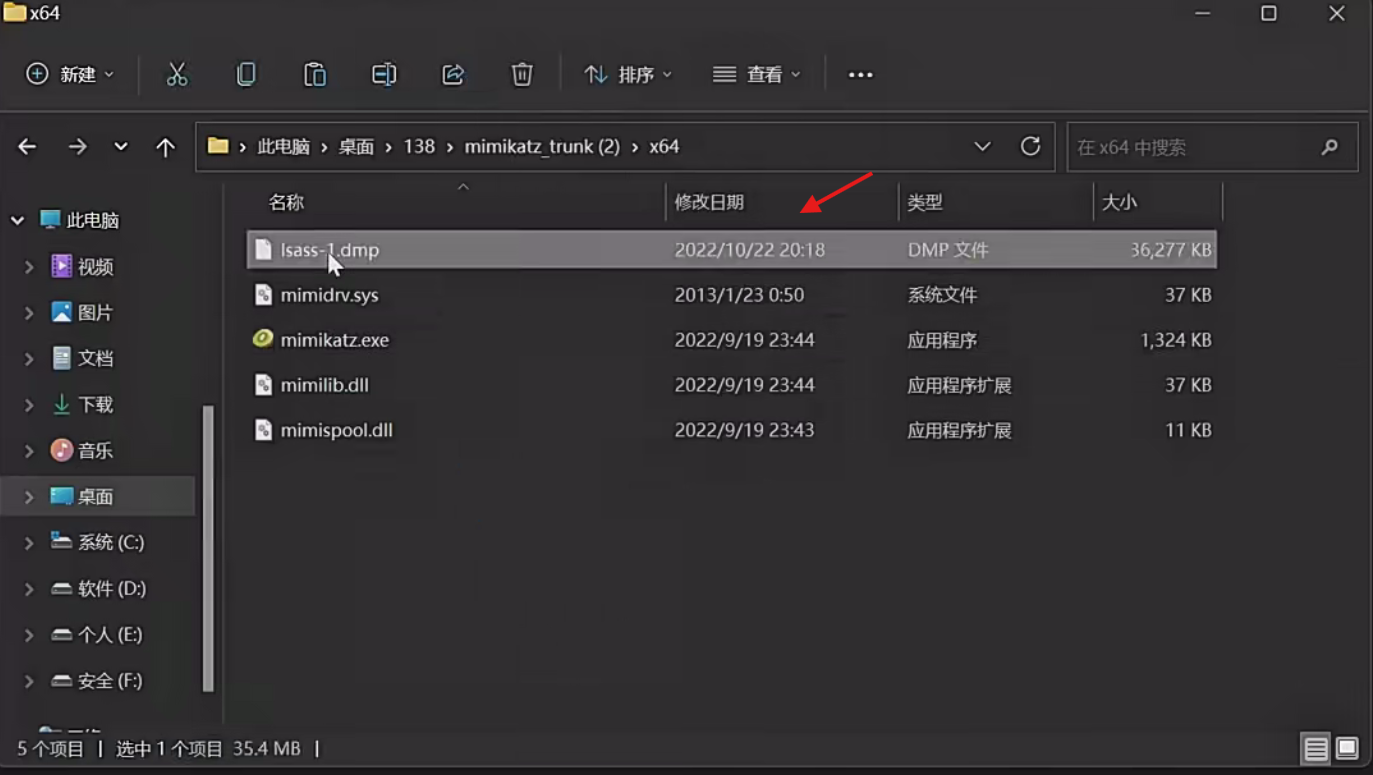 x64
新建 排序 查看 ...
此电脑 › 桌面 › 138 › mimikatz_trunk (2) › x64 在 x64 中搜索
名称 修改日期 类型 大小
lsass-1.dmp 2022/10/22 20:18 DMP 文件 36,277 KB
mimidrv.sys 2013/1/23 0:50 系统文件 37 KB
mimikatz.exe 2022/9/19 23:44 应用程序 1,324 KB
mimilib.dll 2022/9/19 23:44 应用程序扩展 37 KB
mimispool.dll 2022/9/19 23:43 应用程序扩展 11 KB
此电脑
视频
图片
文档
下载
音乐
桌面
系统 (C:)
软件 (D:)
个人 (E:)
安全 (F:)
5 个项目 | 选中 1 个项目 35.4 MB |